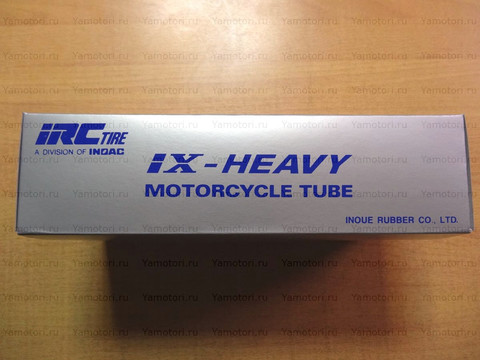 iRC TIRE
A DIVISION OF INOAC
iX-HEAVY
MOTORCYCLE TUBE
INOUE RUBBER CO., LTD.
Yamotori.ru